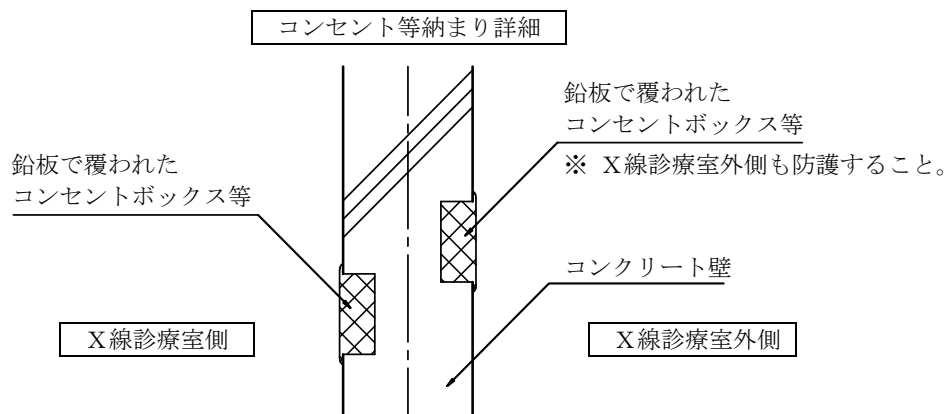 コンセント等納まり詳細
鉛板で覆われた
コンセントボックス等
※ X線診療室外側も防護すること。
鉛板で覆われた
コンセントボックス等
コンクリート壁
X線診療室側
X線診療室外側